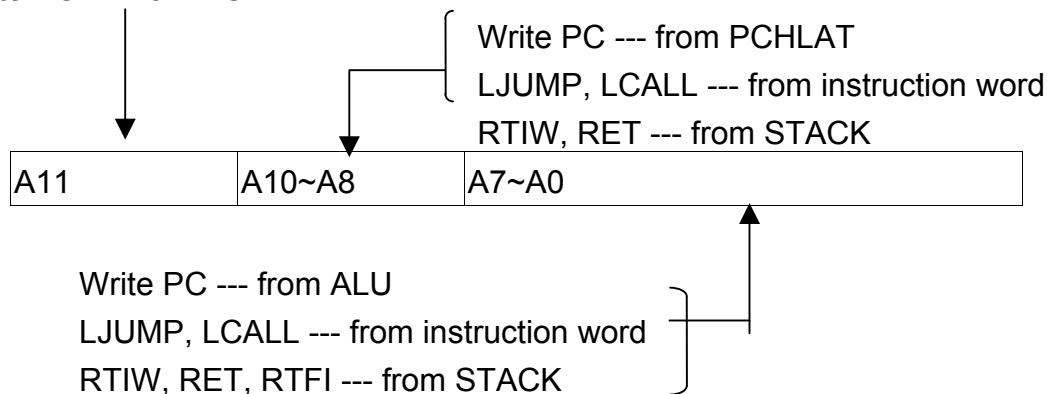 Write PC --- from PCHLAT
LJUMP, LCALL --- from instruction word
RTIW, RET --- from STACK
A11 A10~A8 A7~A0
Write PC --- from ALU
LJUMP, LCALL --- from instruction word
RTIW, RET, RTFI --- from STACK